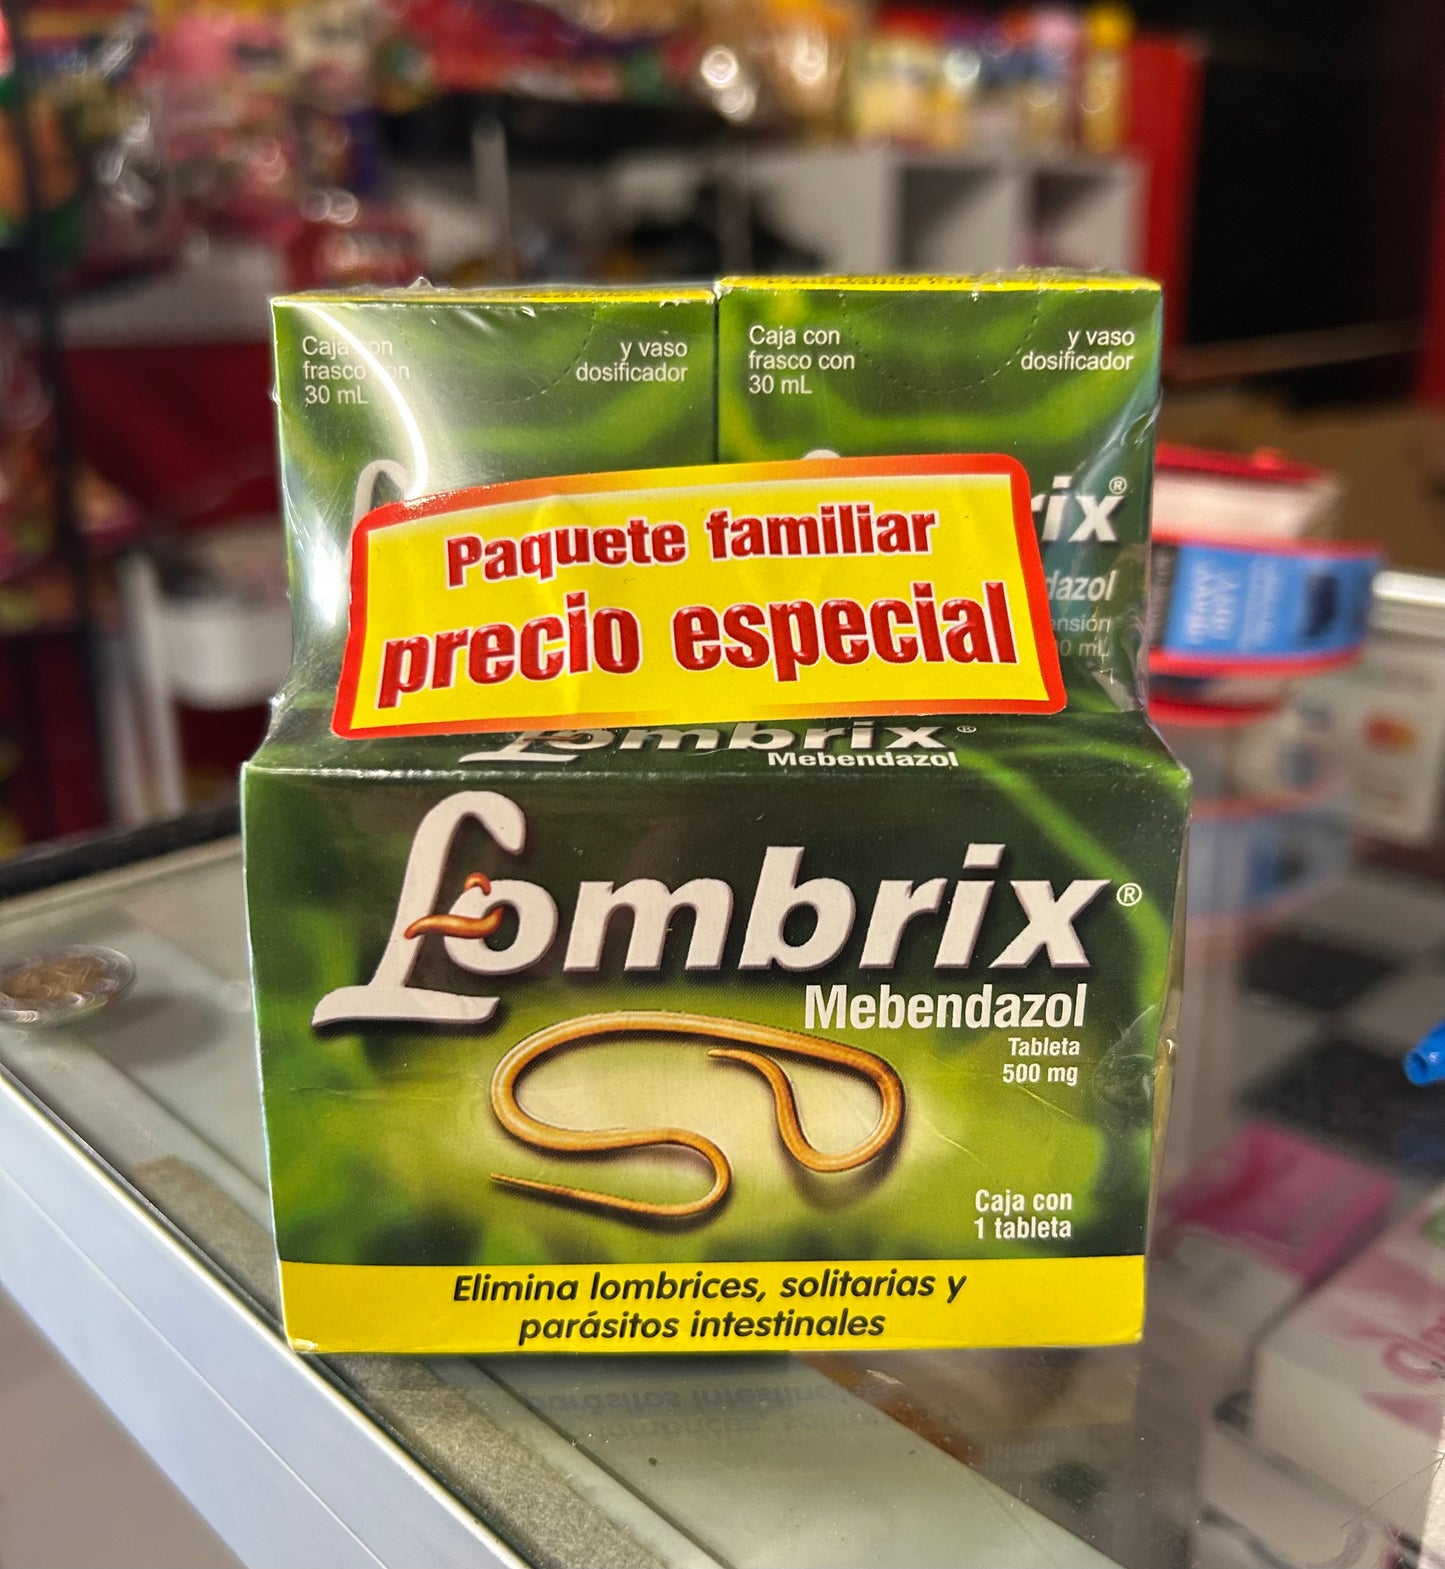 Caja con
frasco con
30 mL
y vaso
dosificador
Caja con
frasco con
30 mL
y vaso
dosificador
Paquete familiar
precio especial
Lombrix®
Mebendazol
Lombrix®
Mebendazol
Tableta
500 mg
Caja con
1 tableta
Elimina lombrices, solitarias y
parásitos intestinales